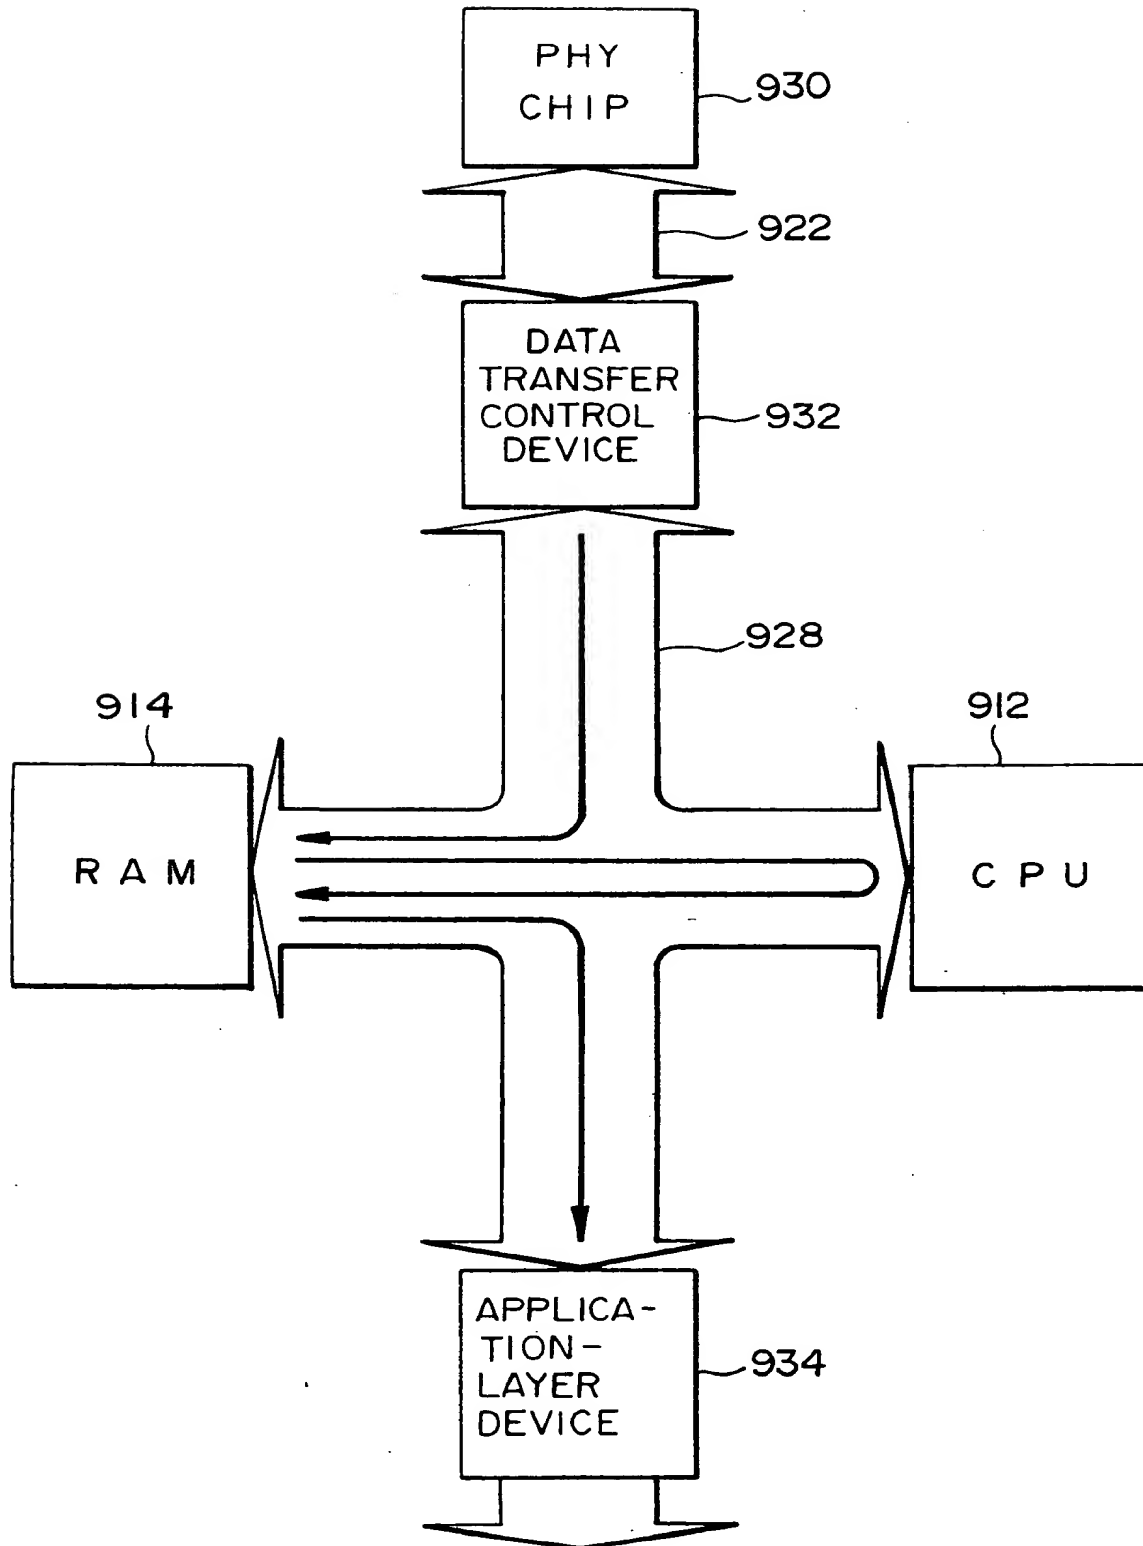 PHY
CHIP
930
922
DATA
TRANSFER
CONTROL
DEVICE
932
928
914
912
RAM
CPU
APPLICA-
TION-
LAYER
DEVICE
934